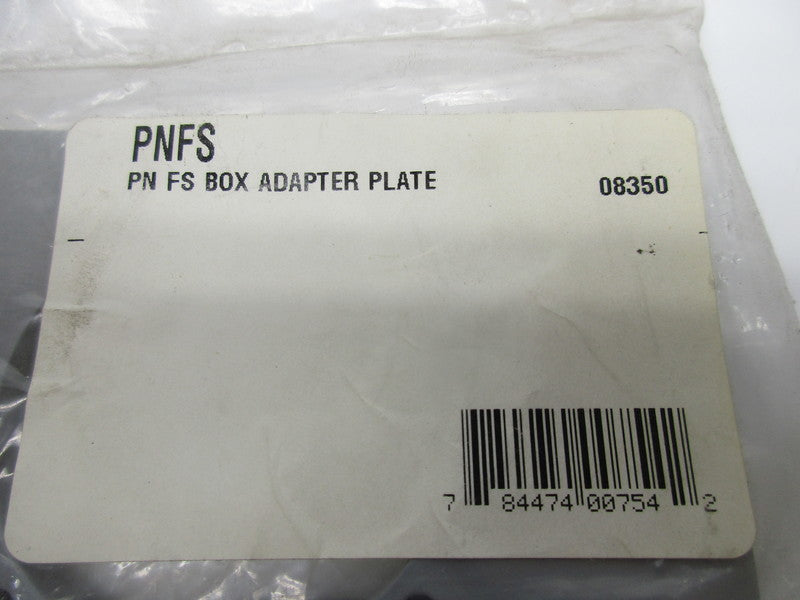 PNFS
PN FS BOX ADAPTER PLATE 08350
7 84474 00754 2